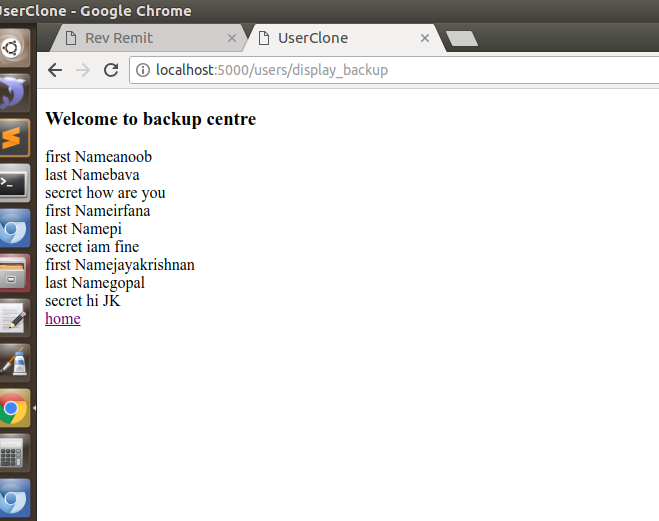 UserClone - Google Chrome
Rev Remit
UserClone
localhost:5000/users/display_backup
Welcome to backup centre
first Nameanoob
last Namebava
secret how are you
first Nameirfana
last Namepi
secret iam fine
first Namejayakrishnan
last Namegopal
secret hi JK
home